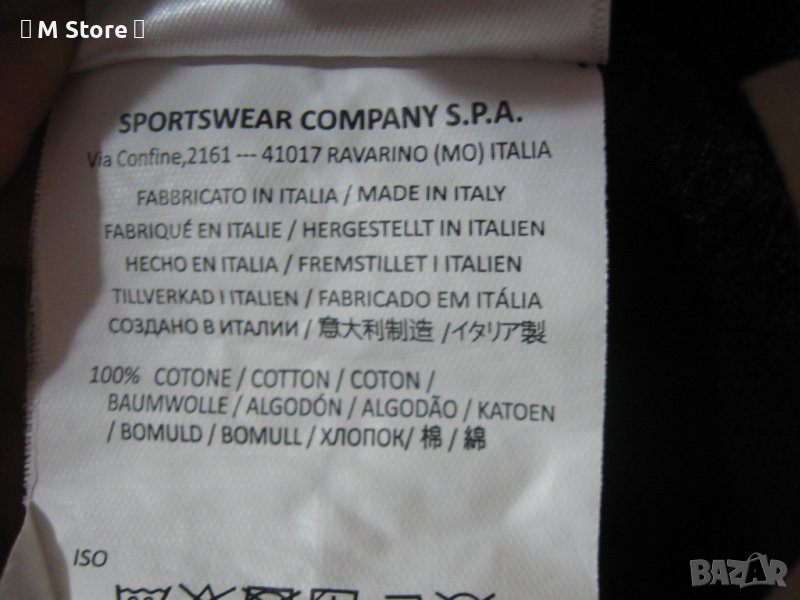 M Store
SPORTSWEAR COMPANY S.P.A.
Via Confine,2161 --- 41017 RAVARINO (MO) ITALIA
FABBRICATO IN ITALIA / MADE IN ITALY
FABRIQUÉ EN ITALIE / HERGESTELLT IN ITALIEN
HECHO EN ITALIA / FREMSTILLET I ITALIEN
TILLVERKAD I ITALIEN / FABRICADO EM ITÁLIA
СОЗДАНО В ИТАЛИИ / 意大利制造 / イタリア製
100% COTONE / COTTON / COTON /
BAUMWOLLE / ALGODÓN / ALGODÃO / KATOEN
/ BOMULD / BOMULL / ХЛОПОК/ 棉 / 綿
ISO
BAZAR